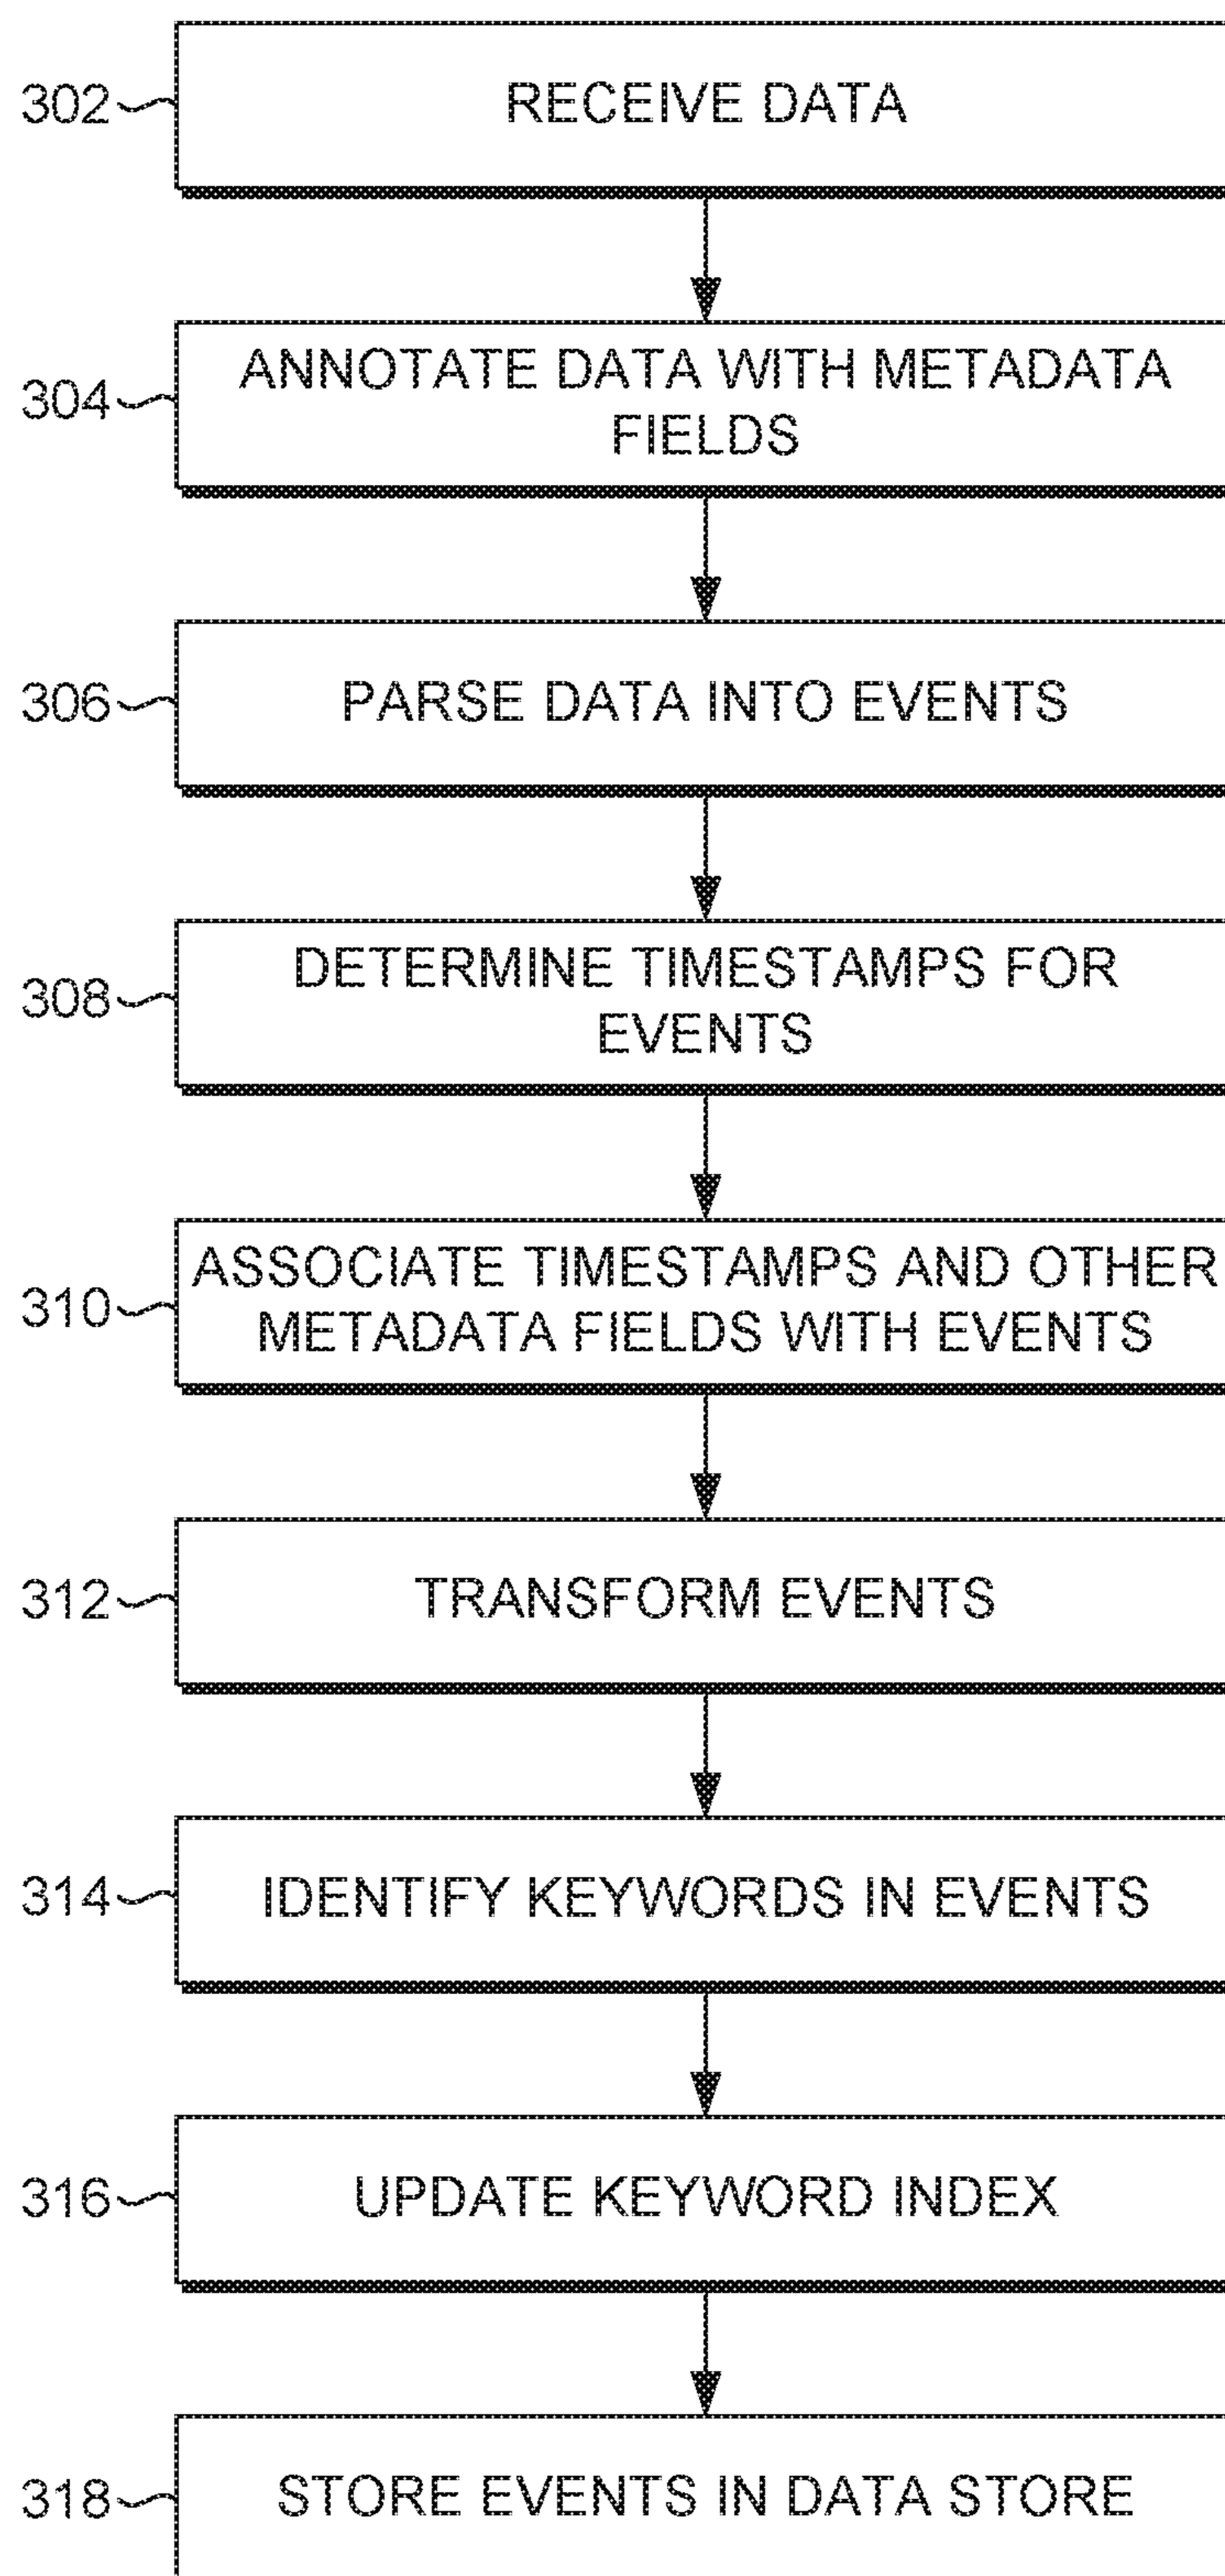 302
RECEIVE DATA
304
ANNOTATE DATA WITH METADATA
FIELDS
306
PARSE DATA INTO EVENTS
308
DETERMINE TIMESTAMPS FOR
EVENTS
310
ASSOCIATE TIMESTAMPS AND OTHER
METADATA FIELDS WITH EVENTS
312
TRANSFORM EVENTS
314
IDENTIFY KEYWORDS IN EVENTS
316
UPDATE KEYWORD INDEX
318
STORE EVENTS IN DATA STORE